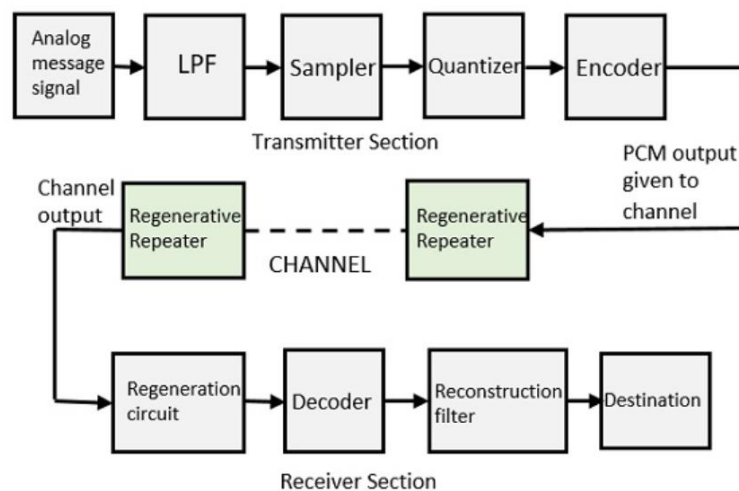 Analog
message
signal
LPF
Sampler
Quantizer
Encoder
Transmitter Section
PCM output
given to
channel
Channel
output
Regenerative
Repeater
CHANNEL
Regenerative
Repeater
Regeneration
circuit
Decoder
Reconstruction
filter
Destination
Receiver Section